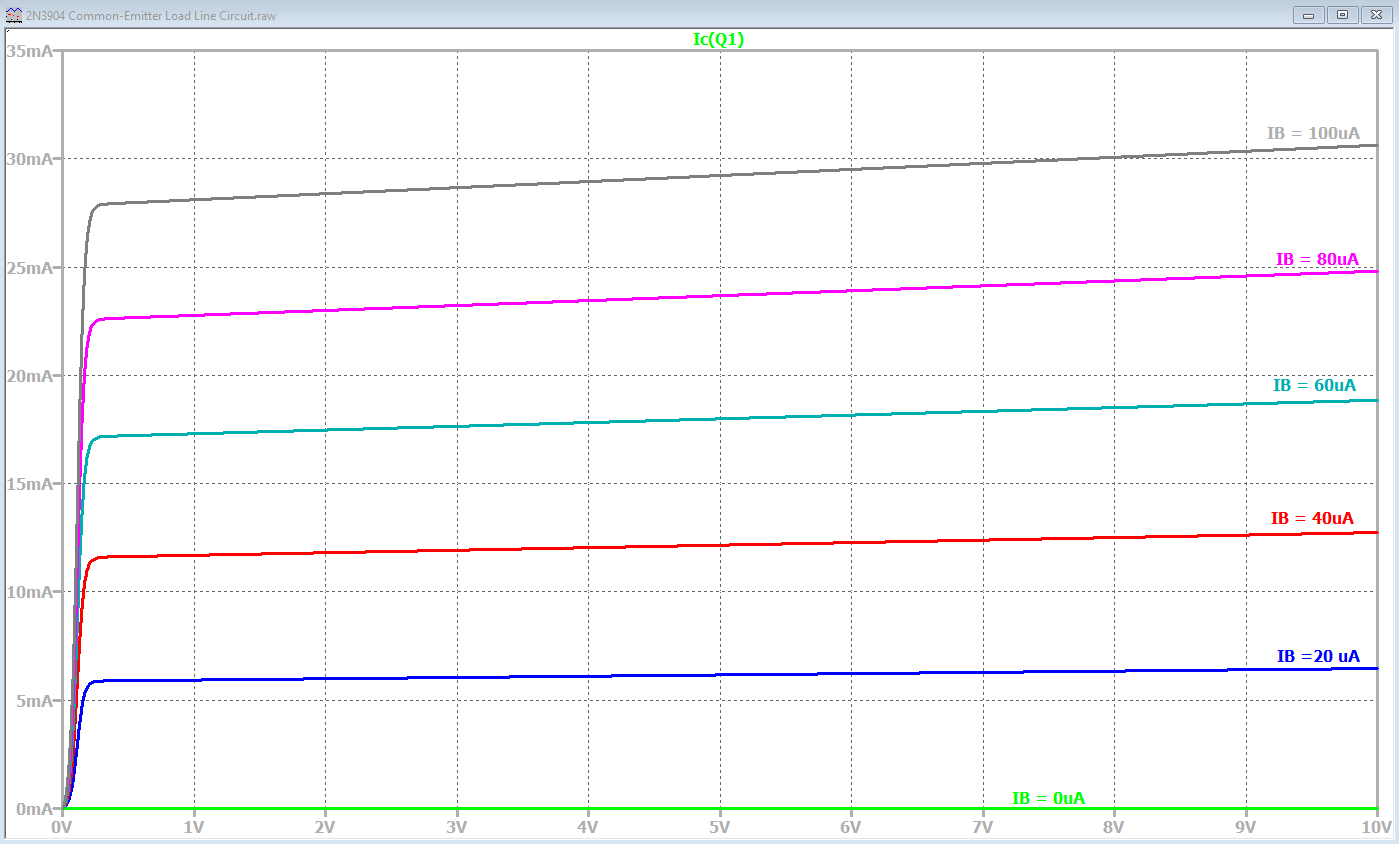 2N3904 Common-Emitter Load Line Circuit.raw
Ic(Q1)
35mA
IB = 100uA
30mA
IB = 80uA
25mA
20mA
IB = 60uA
15mA
IB = 40uA
10mA
IB =20 uA
5mA
IB = 0uA
0mA
0V 1V 2V 3V 4V 5V 6V 7V 8V 9V 10V